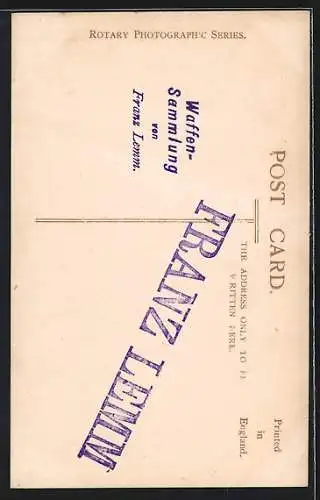 ROTARY PHOTOGRAPHIC SERIES.
POST CARD.
THE ADDRESS ONLY TO BE
WRITTEN HERE.
Printed
in
England.
Waffen-
Sammlung
von
Franz Lemm.
FRANZ LEMM